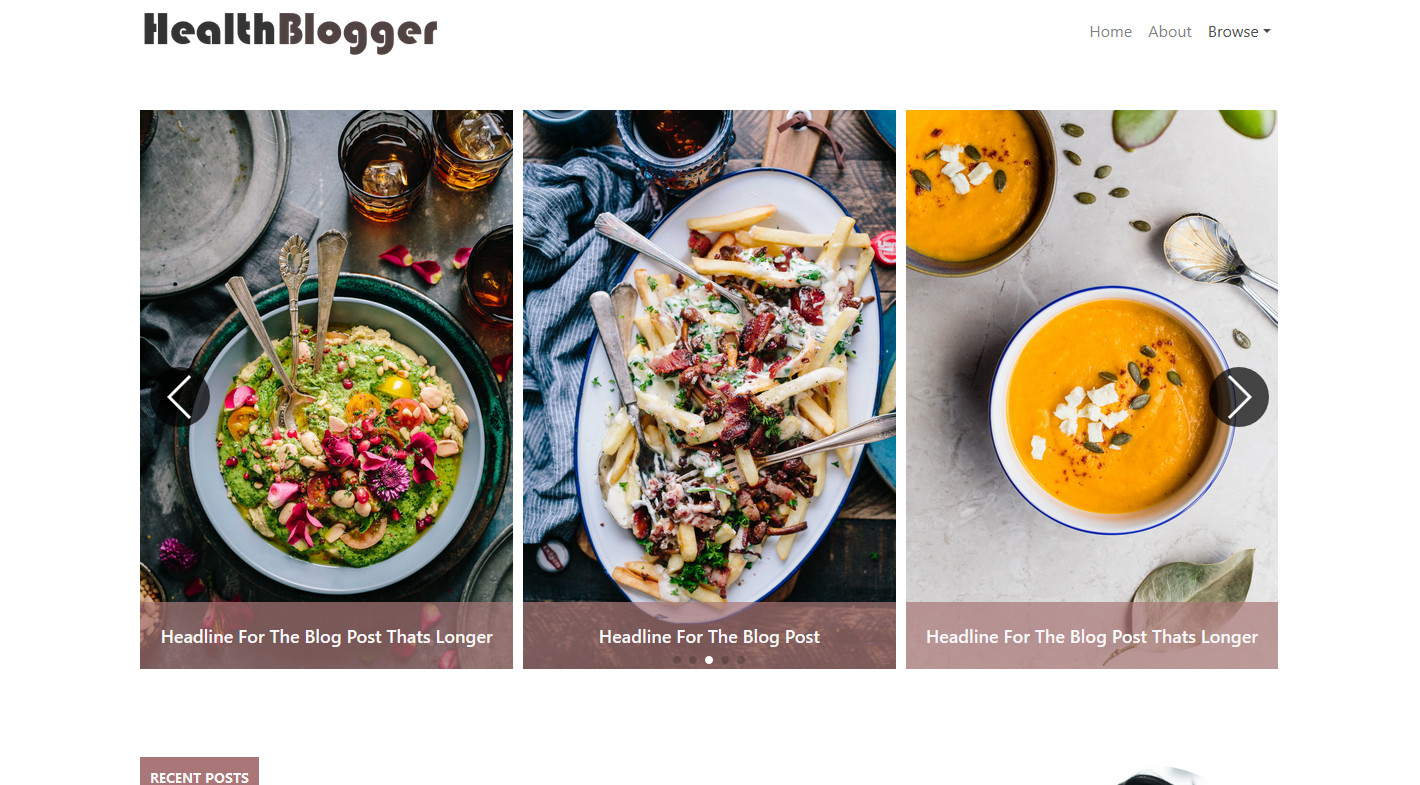 HealthBlogger
Home About Browse
Headline For The Blog Post Thats Longer
Headline For The Blog Post
Headline For The Blog Post Thats Longer
RECENT POSTS